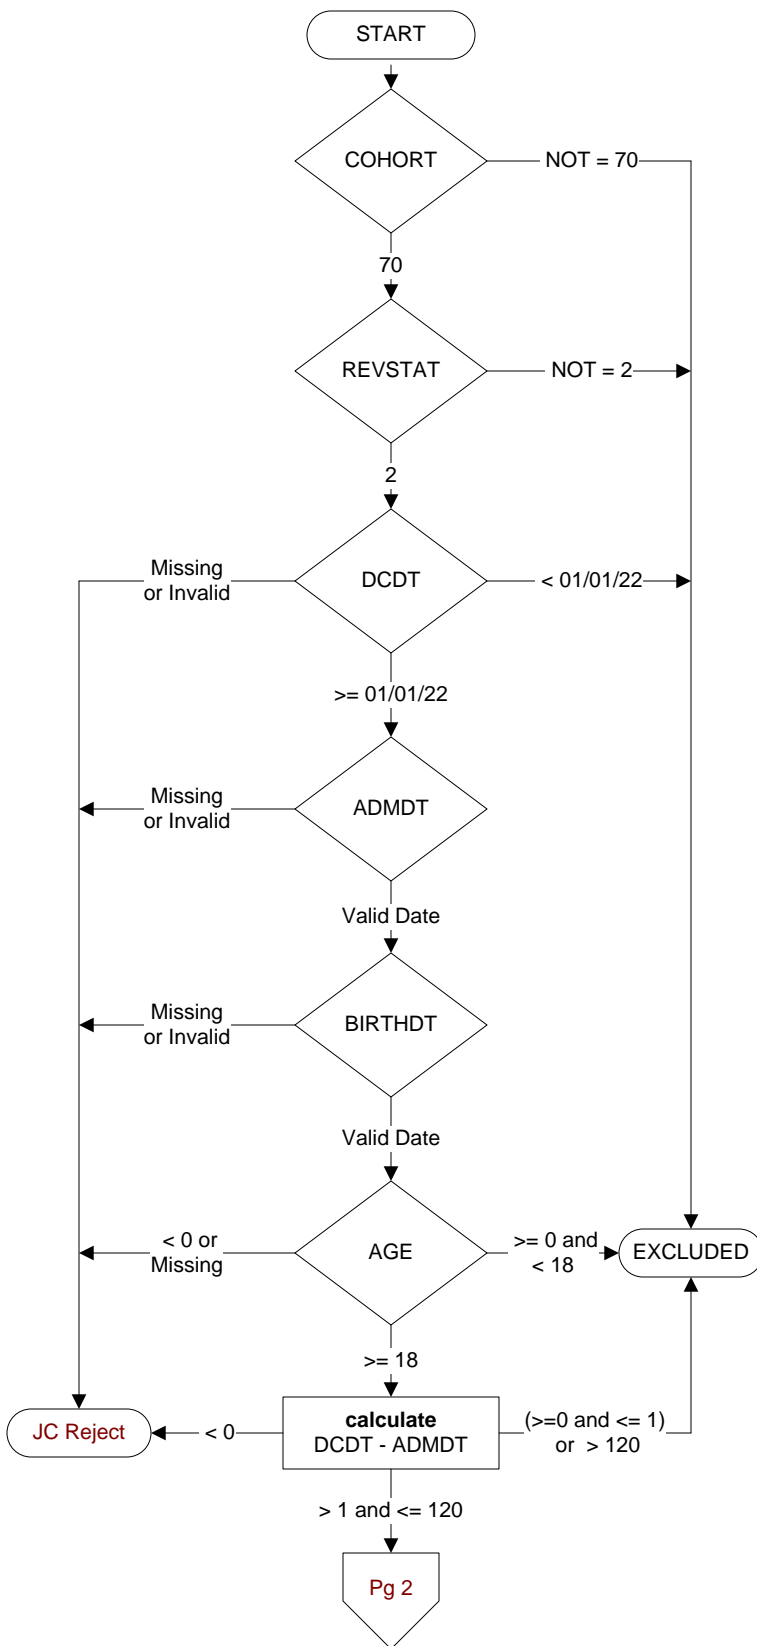 START
COHORT
NOT = 70
70
REVSTAT
NOT = 2
2
Missing
or Invalid
DCDT
< 01/01/22
>= 01/01/22
Missing
or Invalid
ADMDT
Valid Date
Missing
or Invalid
BIRTHDT
Valid Date
< 0 or
Missing
AGE
>= 0 and
< 18
EXCLUDED
>= 18
JC Reject
< 0
calculate
DCDT - ADMDT
(>=0 and <= 1)
or > 120
> 1 and <= 120
Pg 2